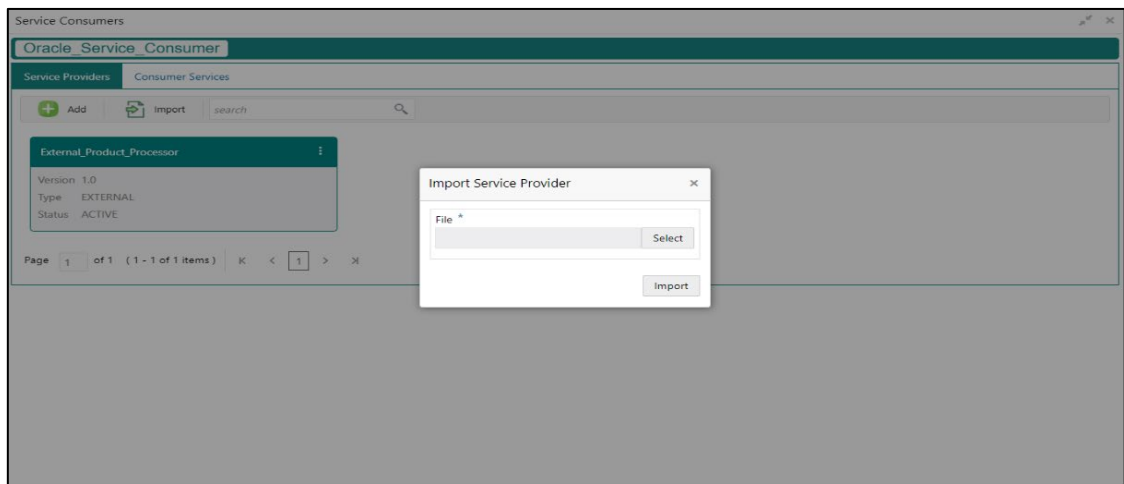 Service Consumers
Oracle_Service_Consumer
Service Providers Consumer Services
Add Import search
External_Product_Processor
Version 1.0
Type EXTERNAL
Status ACTIVE
Page 1 of 1 (1 - 1 of 1 items) 1
Import Service Provider
File *
Select
Import